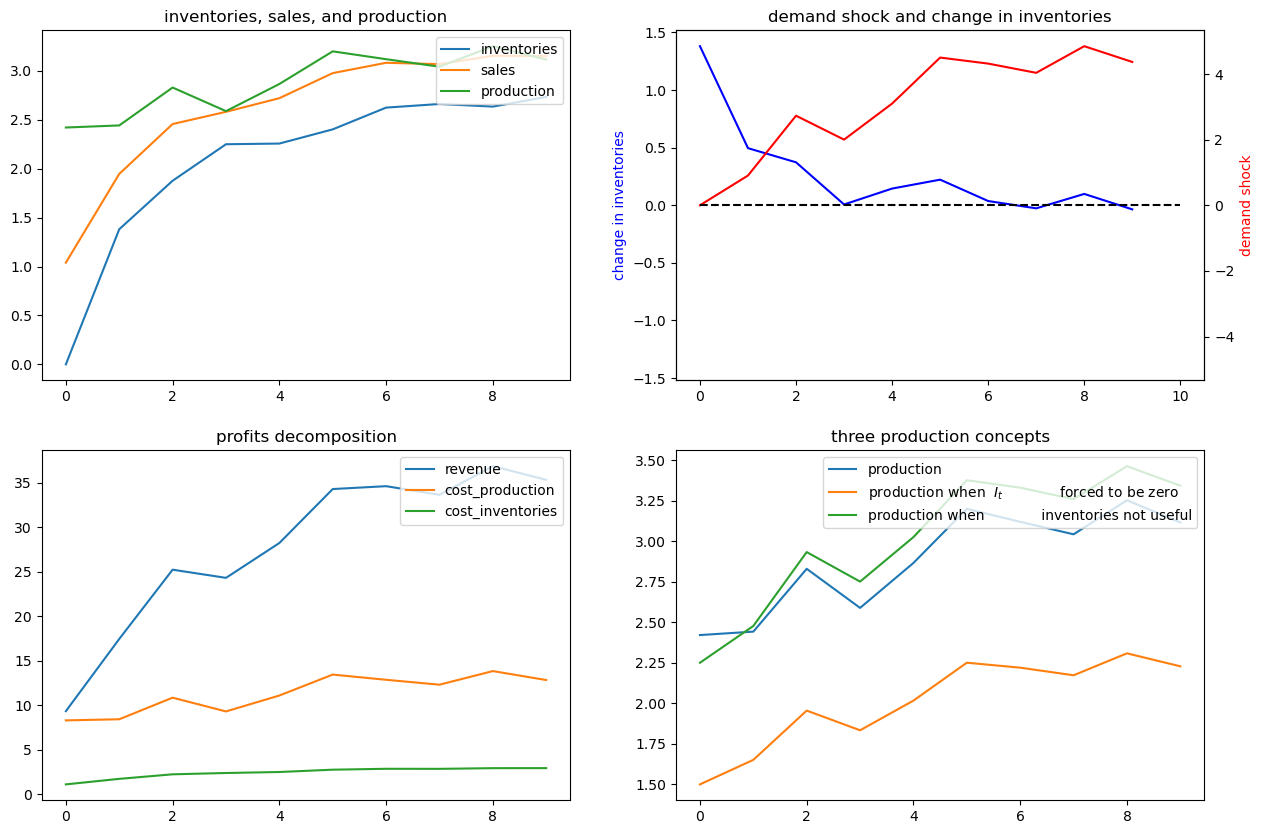 inventories, sales, and production
inventories
sales
production
3.0
2.5
2.0
1.5
1.0
0.5
0.0
0 2 4 6 8
demand shock and change in inventories
change in inventories
1.5
1.0
0.5
0.0
−0.5
−1.0
−1.5
4
2
0
−2
−4
demand shock
0 2 4 6 8 10
profits decomposition
revenue
cost_production
cost_inventories
35
30
25
20
15
10
5
0
0 2 4 6 8
three production concepts
production
production when I_t forced to be zero
production when inventories not useful
3.50
3.25
3.00
2.75
2.50
2.25
2.00
1.75
1.50
0 2 4 6 8